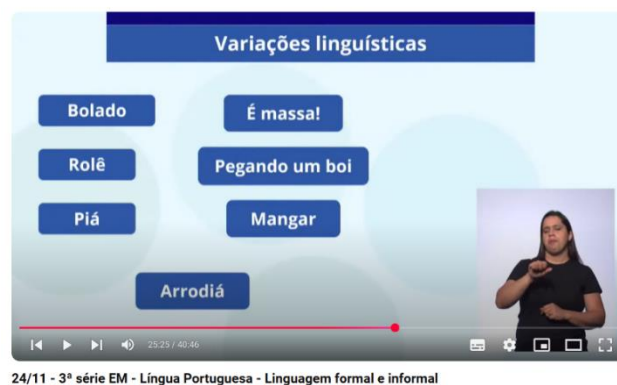 Variações linguísticas
Bolado
É massa!
Rolê
Pegando um boi
Piá
Mangar
Arrodiá
25:25 / 40:46
24/11 - 3ª série EM - Língua Portuguesa - Linguagem formal e informal